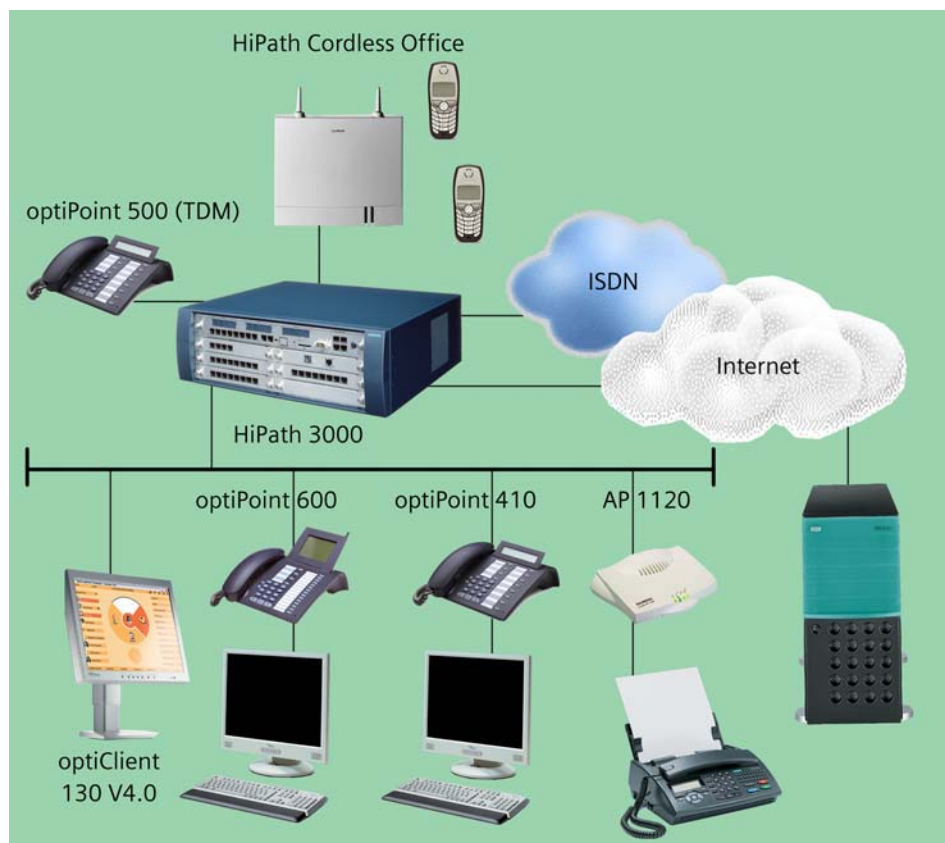 HiPath Cordless Office
optiPoint 500 (TDM)
ISDN
Internet
HiPath 3000
optiPoint 600
optiPoint 410
AP 1120
optiClient
130 V4.0